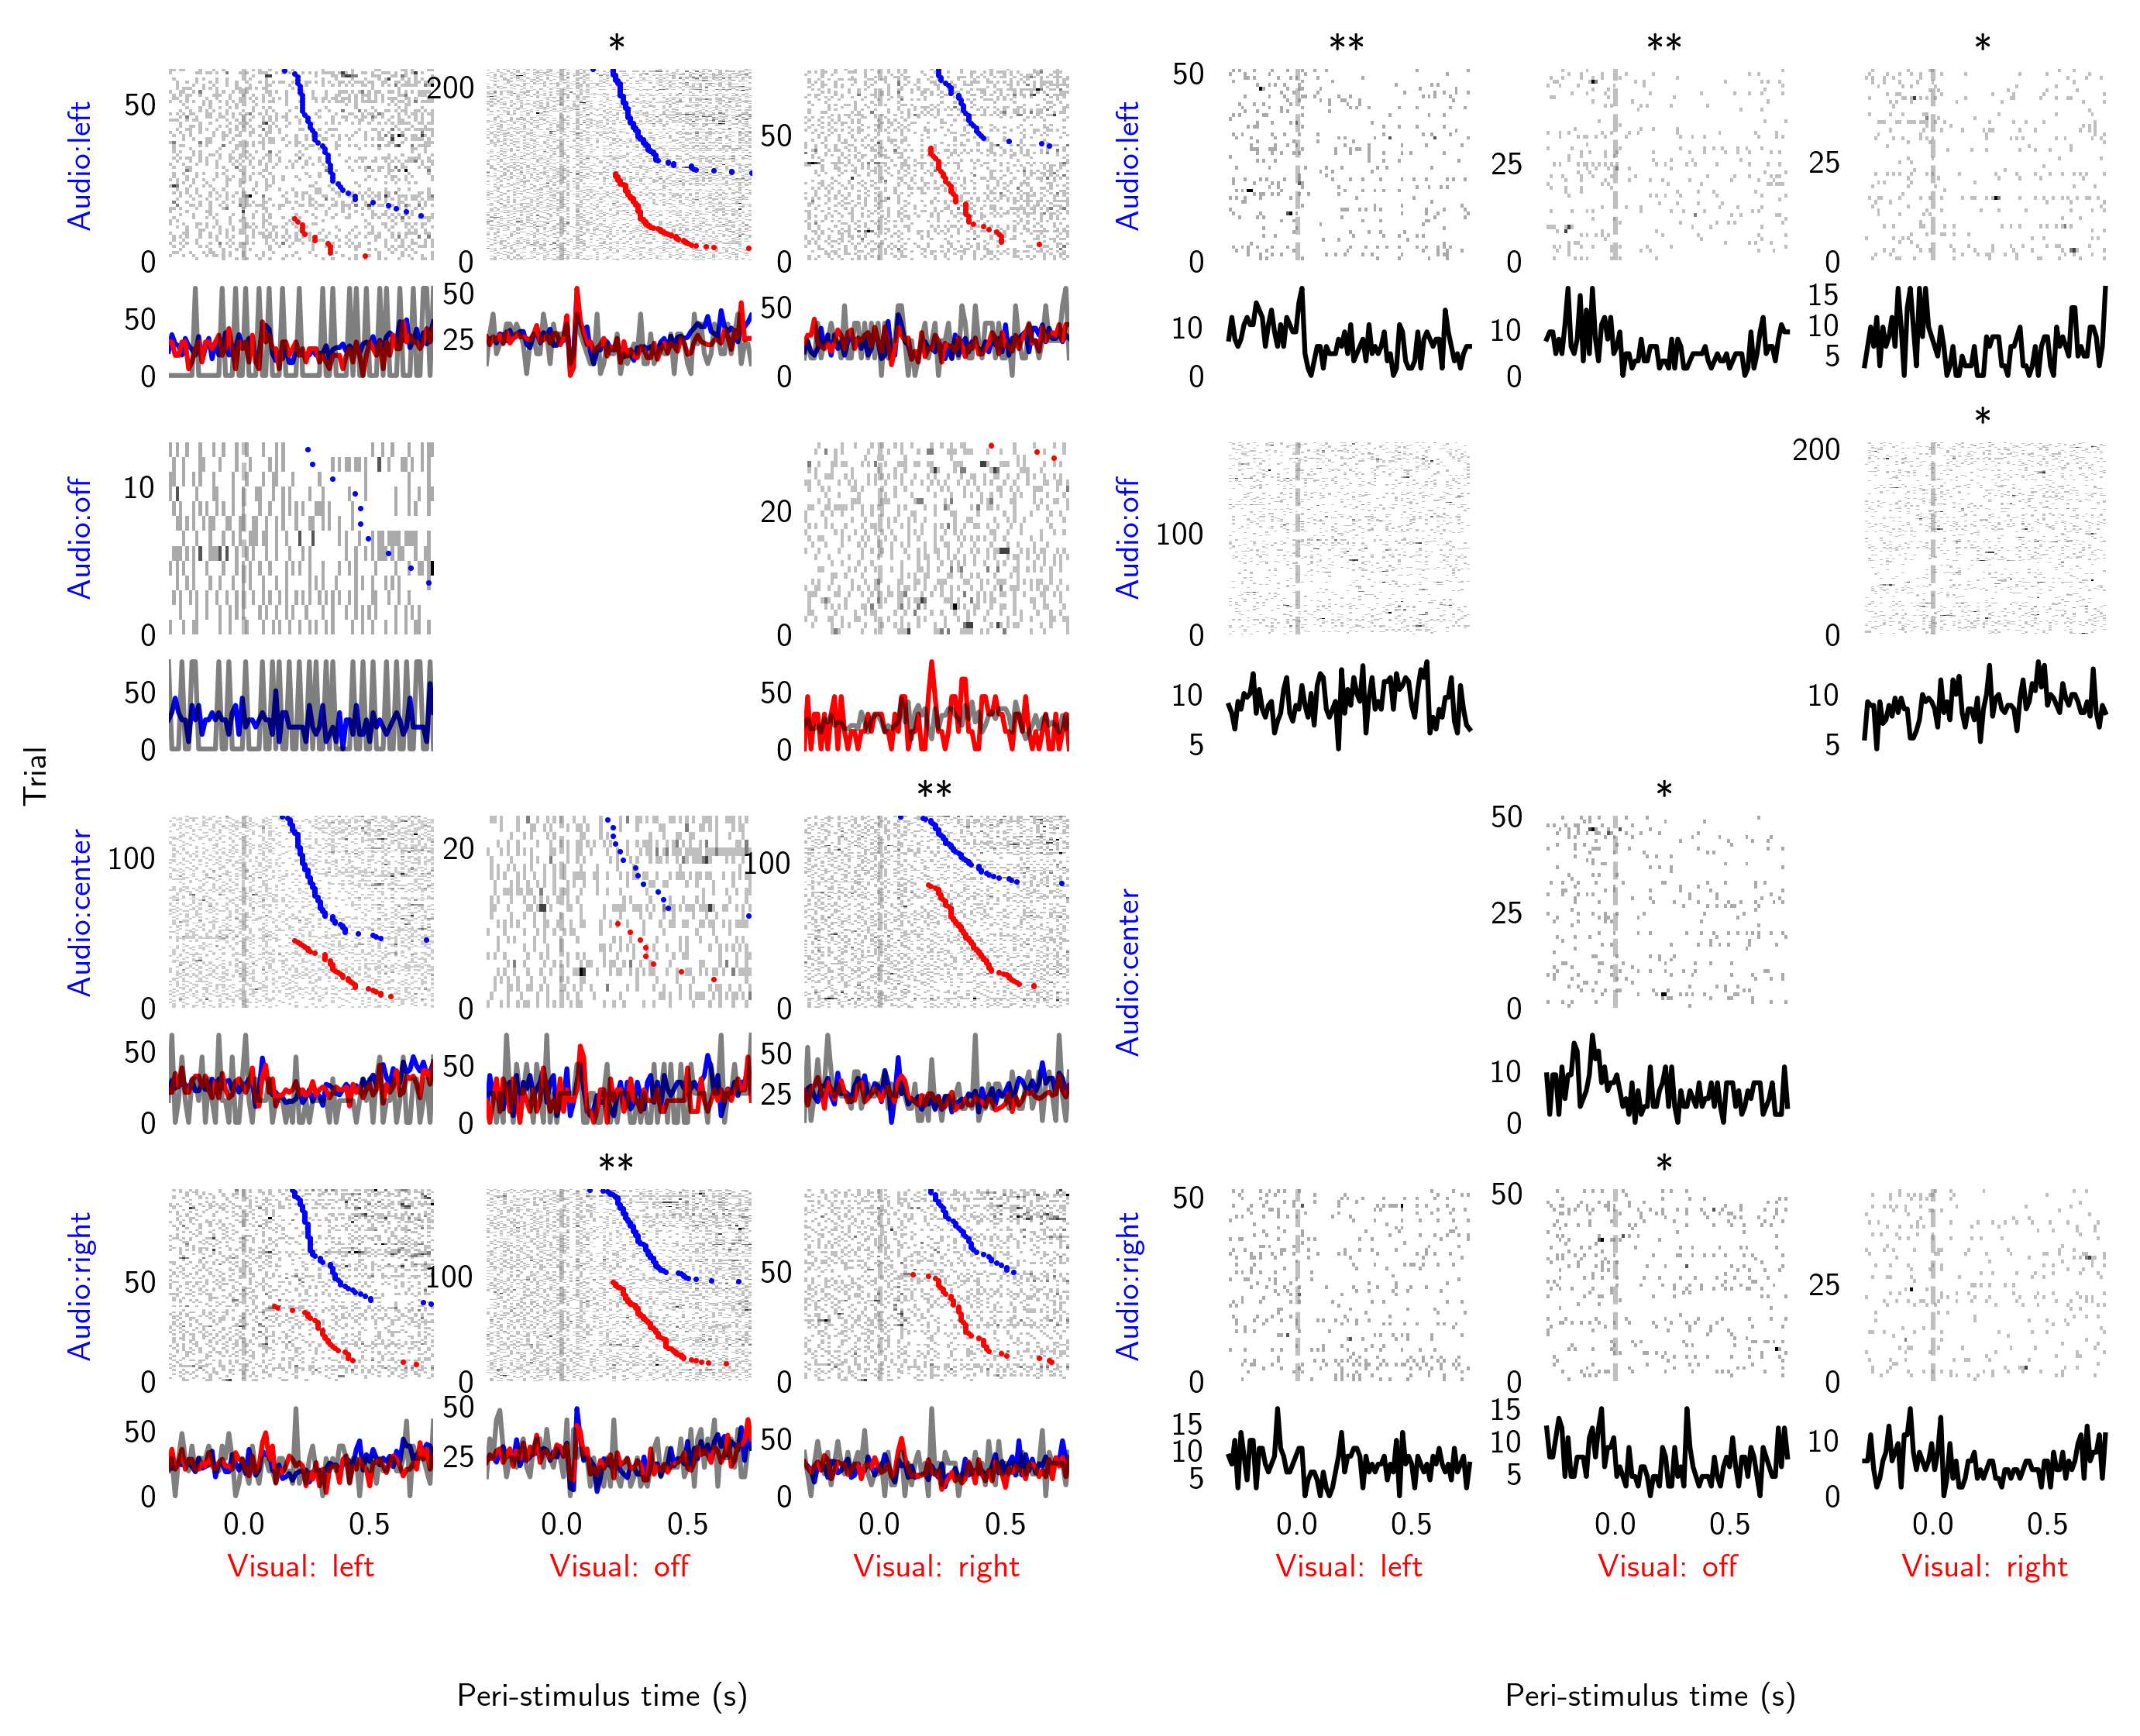 * ** ** *
Audio:left 50 0 200 0 50 0 Audio:left 50 0 25 0 25 0
50 0 50 25 50 0 10 0 10 0 15 10 5
*
Audio:off 10 0 20 0 Audio:off 100 200 0
50 0 50 0 10 5 10 5
Trial
** *
Audio:center 100 0 20 0 100 0 Audio:center 50 25 0
50 0 50 0 50 25 10 0
** *
Audio:right 50 0 100 0 50 0 Audio:right 50 0 50 0 25 0
50 0 50 25 50 0 15 10 5 15 10 5 10 0
0.0 0.5 0.0 0.5 0.0 0.5 0.0 0.5 0.0 0.5 0.0 0.5
Visual: left Visual: off Visual: right Visual: left Visual: off Visual: right
Peri-stimulus time (s) Peri-stimulus time (s)